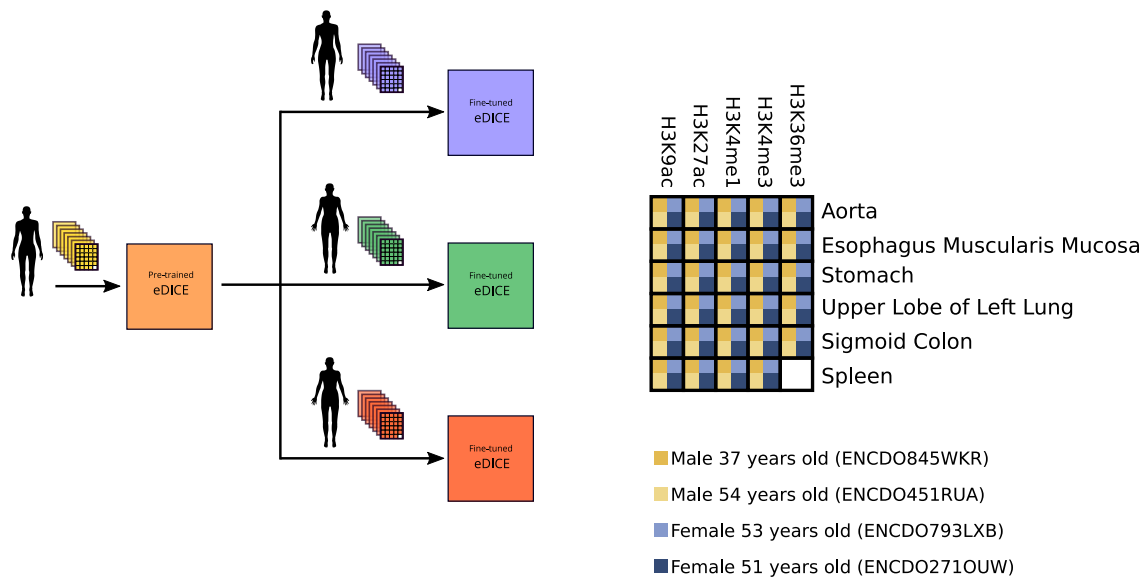 Fine-tuned
eDICE
Pre-trained
eDICE
Fine-tuned
eDICE
Fine-tuned
eDICE
H3K9ac
H3K27ac
H3K4me1
H3K4me3
H3K36me3
Aorta
Esophagus Muscularis Mucosa
Stomach
Upper Lobe of Left Lung
Sigmoid Colon
Spleen
Male 37 years old (ENCDO845WKR)
Male 54 years old (ENCDO451RUA)
Female 53 years old (ENCDO793LXB)
Female 51 years old (ENCDO271OUW)